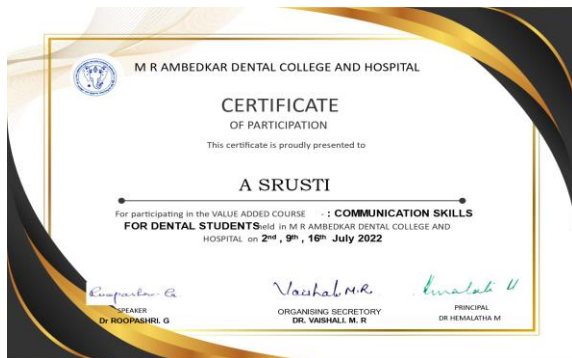 M R AMBEDKAR DENTAL COLLEGE AND HOSPITAL
CERTIFICATE
OF PARTICIPATION
This certificate is proudly presented to
A SRUSTI
For participating in the VALUE ADDED COURSE - : COMMUNICATION SKILLS
FOR DENTAL STUDENTS held in M R AMBEDKAR DENTAL COLLEGE AND
HOSPITAL on 2nd , 9th , 16th July 2022
Vaishali M.R.
SPEAKER
Dr ROOPASHRI. G
ORGANISING SECRETORY
DR. VAISHALI. M. R
PRINCIPAL
DR HEMALATHA M